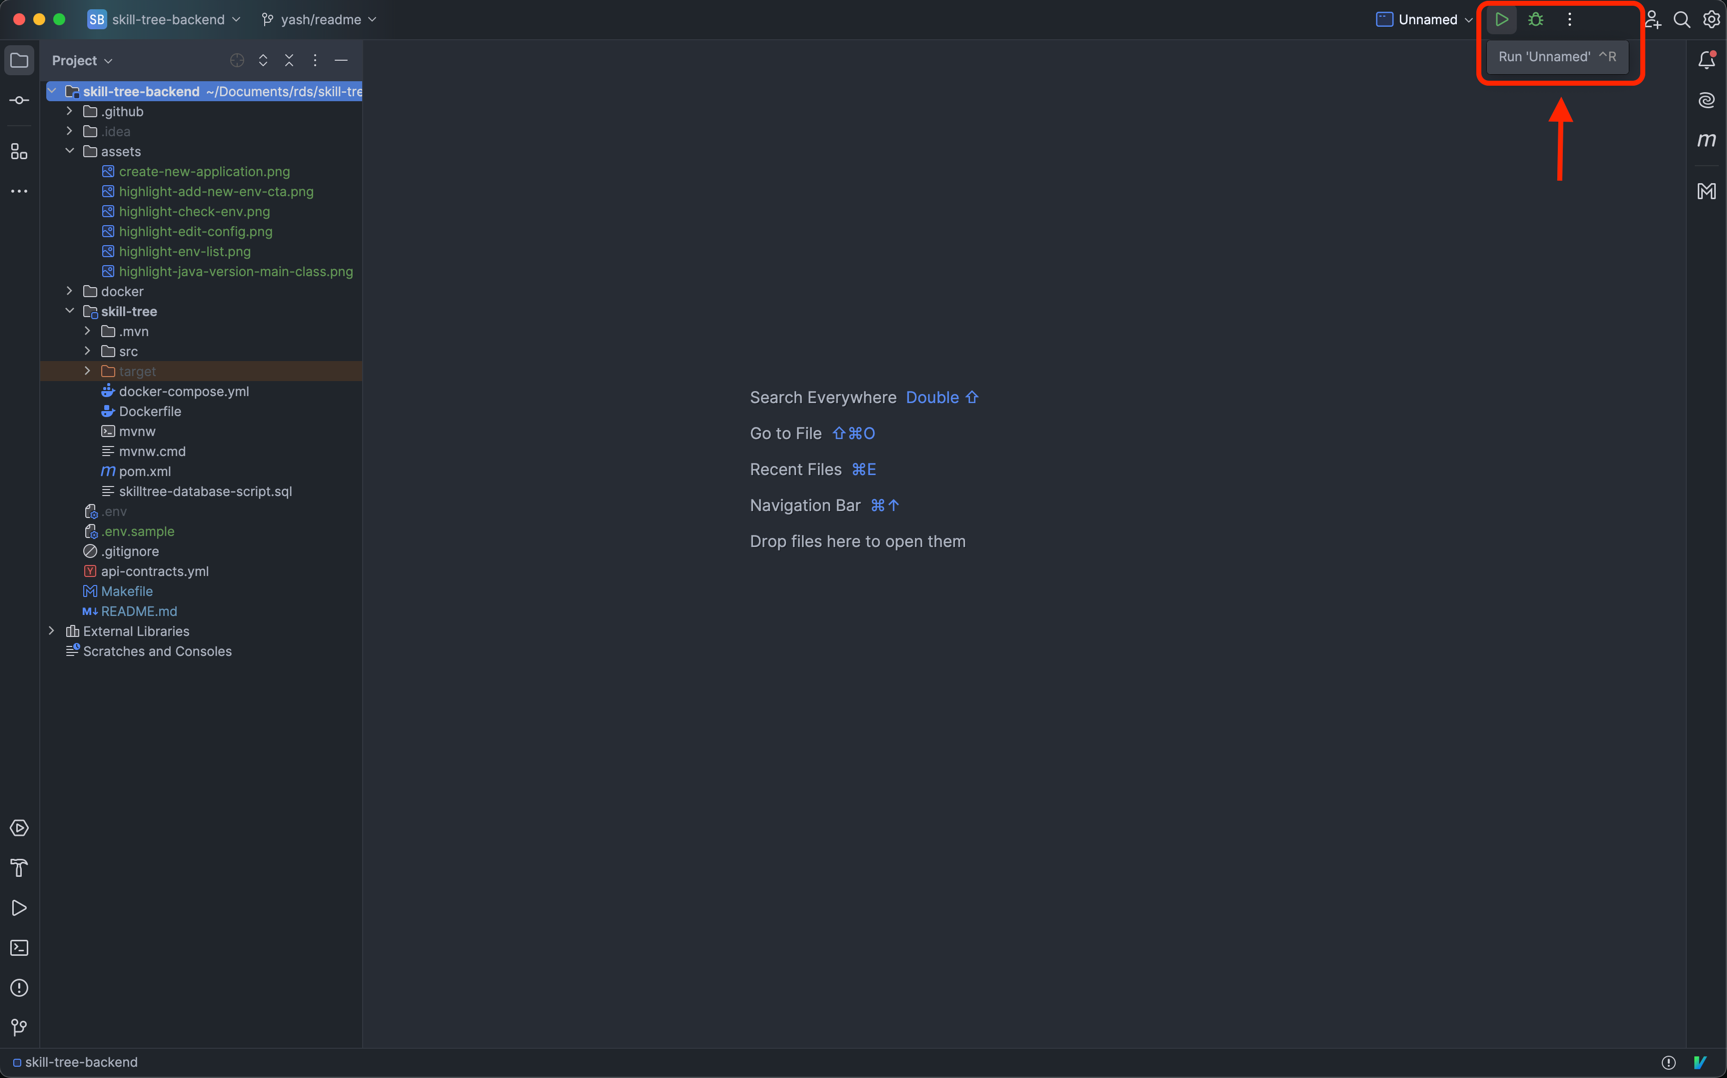 SB skill-tree-backend yash/readme Unnamed
Run 'Unnamed' ^R
Project
skill-tree-backend ~/Documents/rds/skill-tre
.github
.idea
assets
create-new-application.png
highlight-add-new-env-cta.png
highlight-check-env.png
highlight-edit-config.png
highlight-env-list.png
highlight-java-version-main-class.png
docker
skill-tree
.mvn
src
target
docker-compose.yml
Dockerfile
mvnw
mvnw.cmd
m pom.xml
skilltree-database-script.sql
.env
.env.sample
.gitignore
Y api-contracts.yml
Makefile
M↓ README.md
External Libraries
Scratches and Consoles
Search Everywhere Double ⇧
Go to File ⇧⌘O
Recent Files ⌘E
Navigation Bar ⌘↑
Drop files here to open them
m
skill-tree-backend